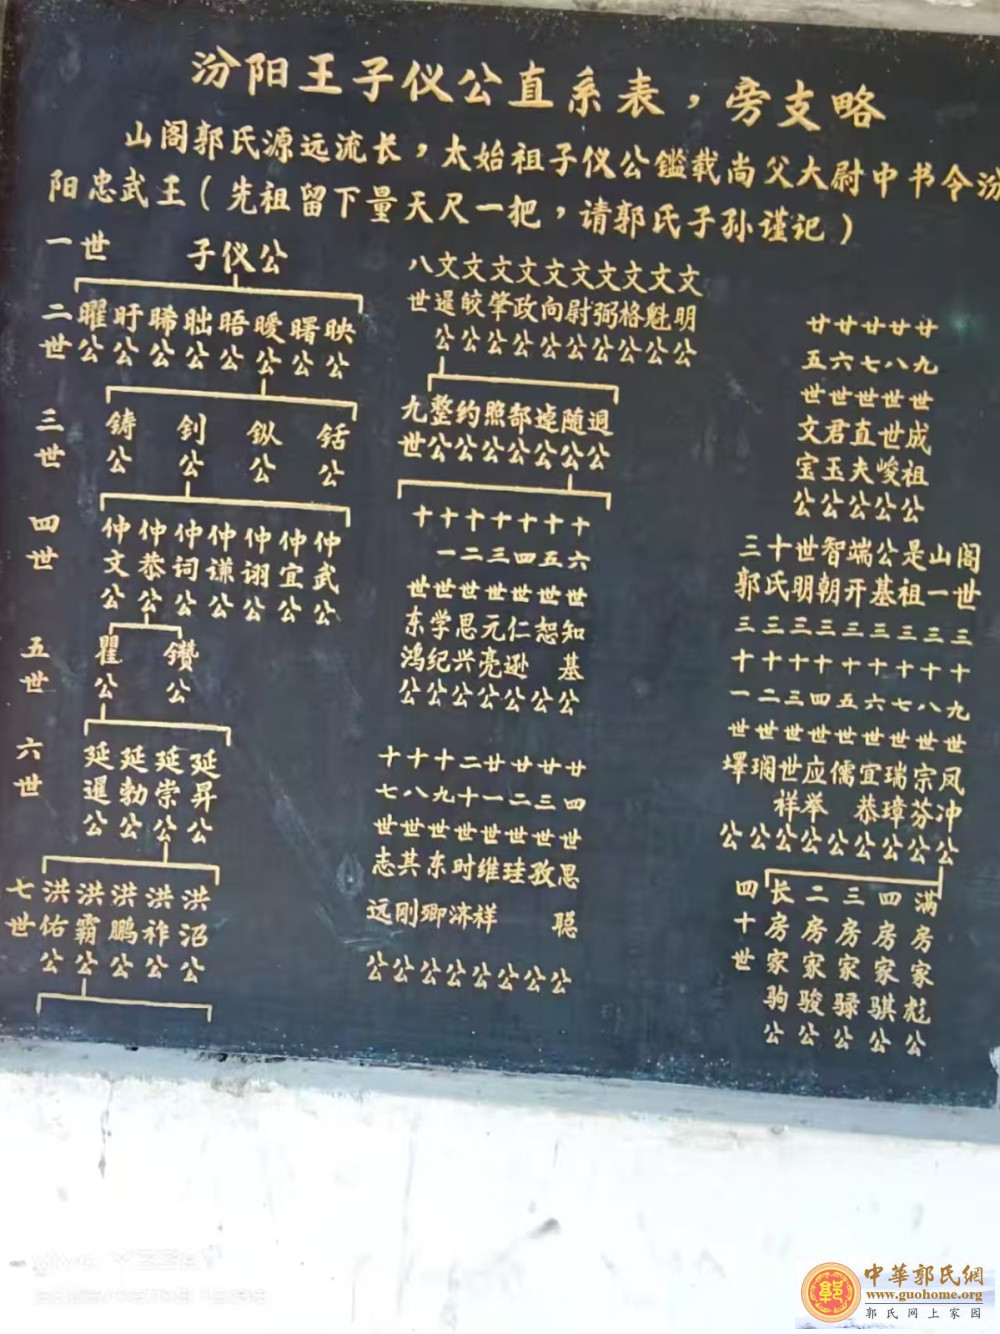 汾阳王子仪公直系表，旁支略
山阁郭氏源远流长，太始祖子仪公鑑载尚父大尉中书令汾
阳忠武王（先祖留下量天尺一把，请郭氏子孙谨记）
一世 子仪公
二世 曜公 旴公 晞公 昢公 晤公 暧公 曙公 映公
三世 铸公 钊公 鈥公 铦公
四世 仲文公 仲恭公 仲词公 仲谦公 仲诩公 仲宜公 仲武公
五世 瞿公 鑽公
六世 延暹公 延勃公 延崇公 延昇公
七世 洪佑公 洪霸公 洪鹏公 洪祚公 洪沼公
八世 文暹公 文皎公 文肇公 文政公 文向公 文尉公 文弼公 文格公 文魁公 文明公
九世 整公 约公 照公 郜公 逴公 随公 週公
十世东鸿公
十一世学纪公
十二世思兴公
十三世元亮公
十四世仁逊公
十五世恕公
十六世知基公
十七世志远公
十八世其刚公
十九世东卿公
二十世时济公
廿一世维祥公
廿二世珪公
廿三世孜公
廿四世思聪公
廿五世文宝公
廿六世君玉公
廿七世直夫公
廿八世世峻公
廿九世成祖公
三十世智端公是山阁
郭氏明朝开基祖一世
三十一世墿公
三十二世瑚公
三十三世世祥公
三十四世应举公
三十五世儒公
三十六世宜恭公
三十七世瑞璋公
三十八世宗芬公
三十九世凤冲公
四十世 长房家驹公 二房家骏公 三房家騄公 四房家骐公 满房家彪公
中華郭氏網
www.guohome.org
郭氏网上家园